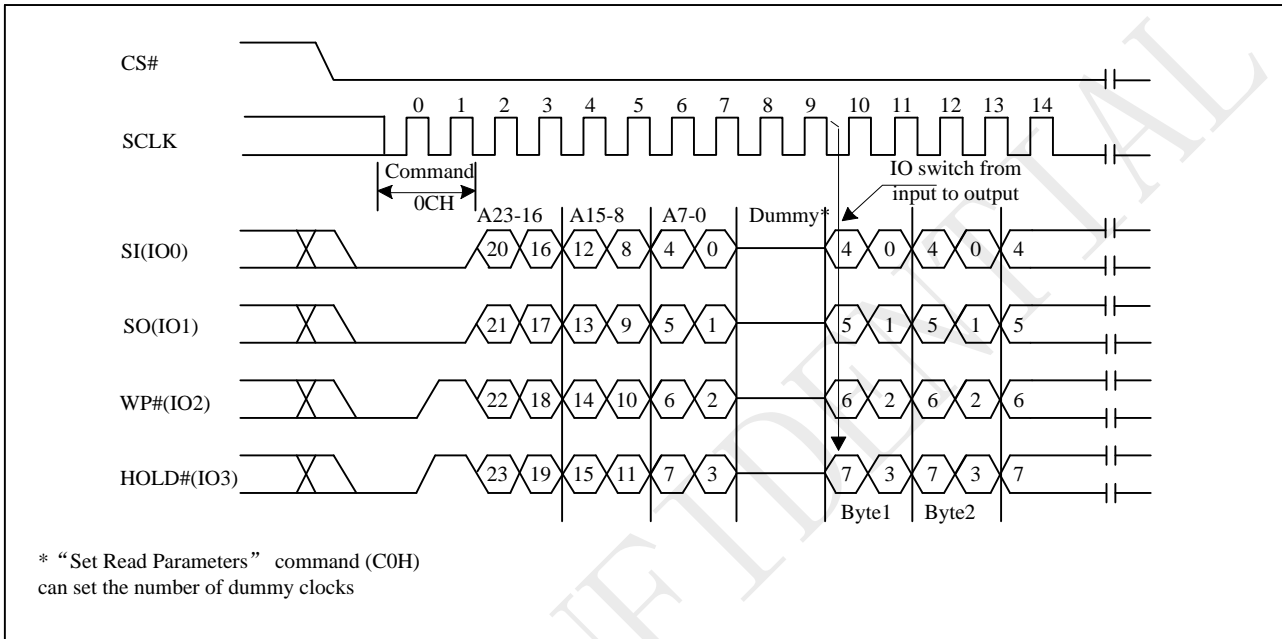 CS#
0 1 2 3 4 5 6 7 8 9 10 11 12 13 14
SCLK
Command
0CH
IO switch from
input to output
A23-16 A15-8 A7-0 Dummy*
SI(IO0) 20 16 12 8 4 0 4 0 4 0 4
SO(IO1) 21 17 13 9 5 1 5 1 5 1 5
WP#(IO2) 22 18 14 10 6 2 6 2 6 2 6
HOLD#(IO3) 23 19 15 11 7 3 7 3 7 3 7
Byte1 Byte2
* “Set Read Parameters” command (C0H)
can set the number of dummy clocks
FIDENTIAL